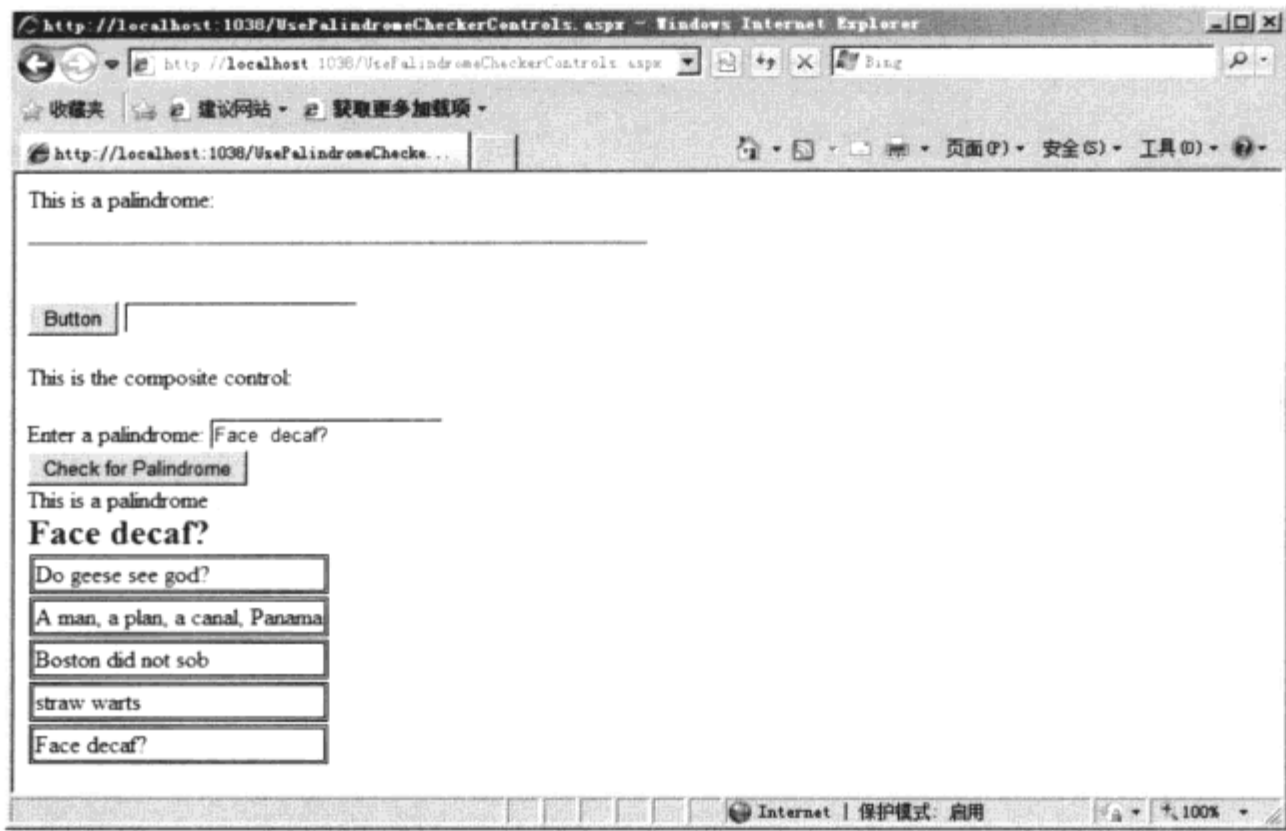 http://localhost:1038/UsePalindromeCheckerControls.aspx - Windows Internet Explorer
http://localhost:1038/UsePalindromeCheckerControls.aspx Bing
收藏夹 建议网站 获取更多加载项
http://localhost:1038/UsePalindromeChecke... 页面(P) 安全(S) 工具(O)
This is a palindrome:
Button
This is the composite control:
Enter a palindrome: Face decaf?
Check for Palindrome
This is a palindrome
Face decaf?
Do geese see god?
A man, a plan, a canal, Panama
Boston did not sob
straw warts
Face decaf?
Internet | 保护模式: 启用 100%